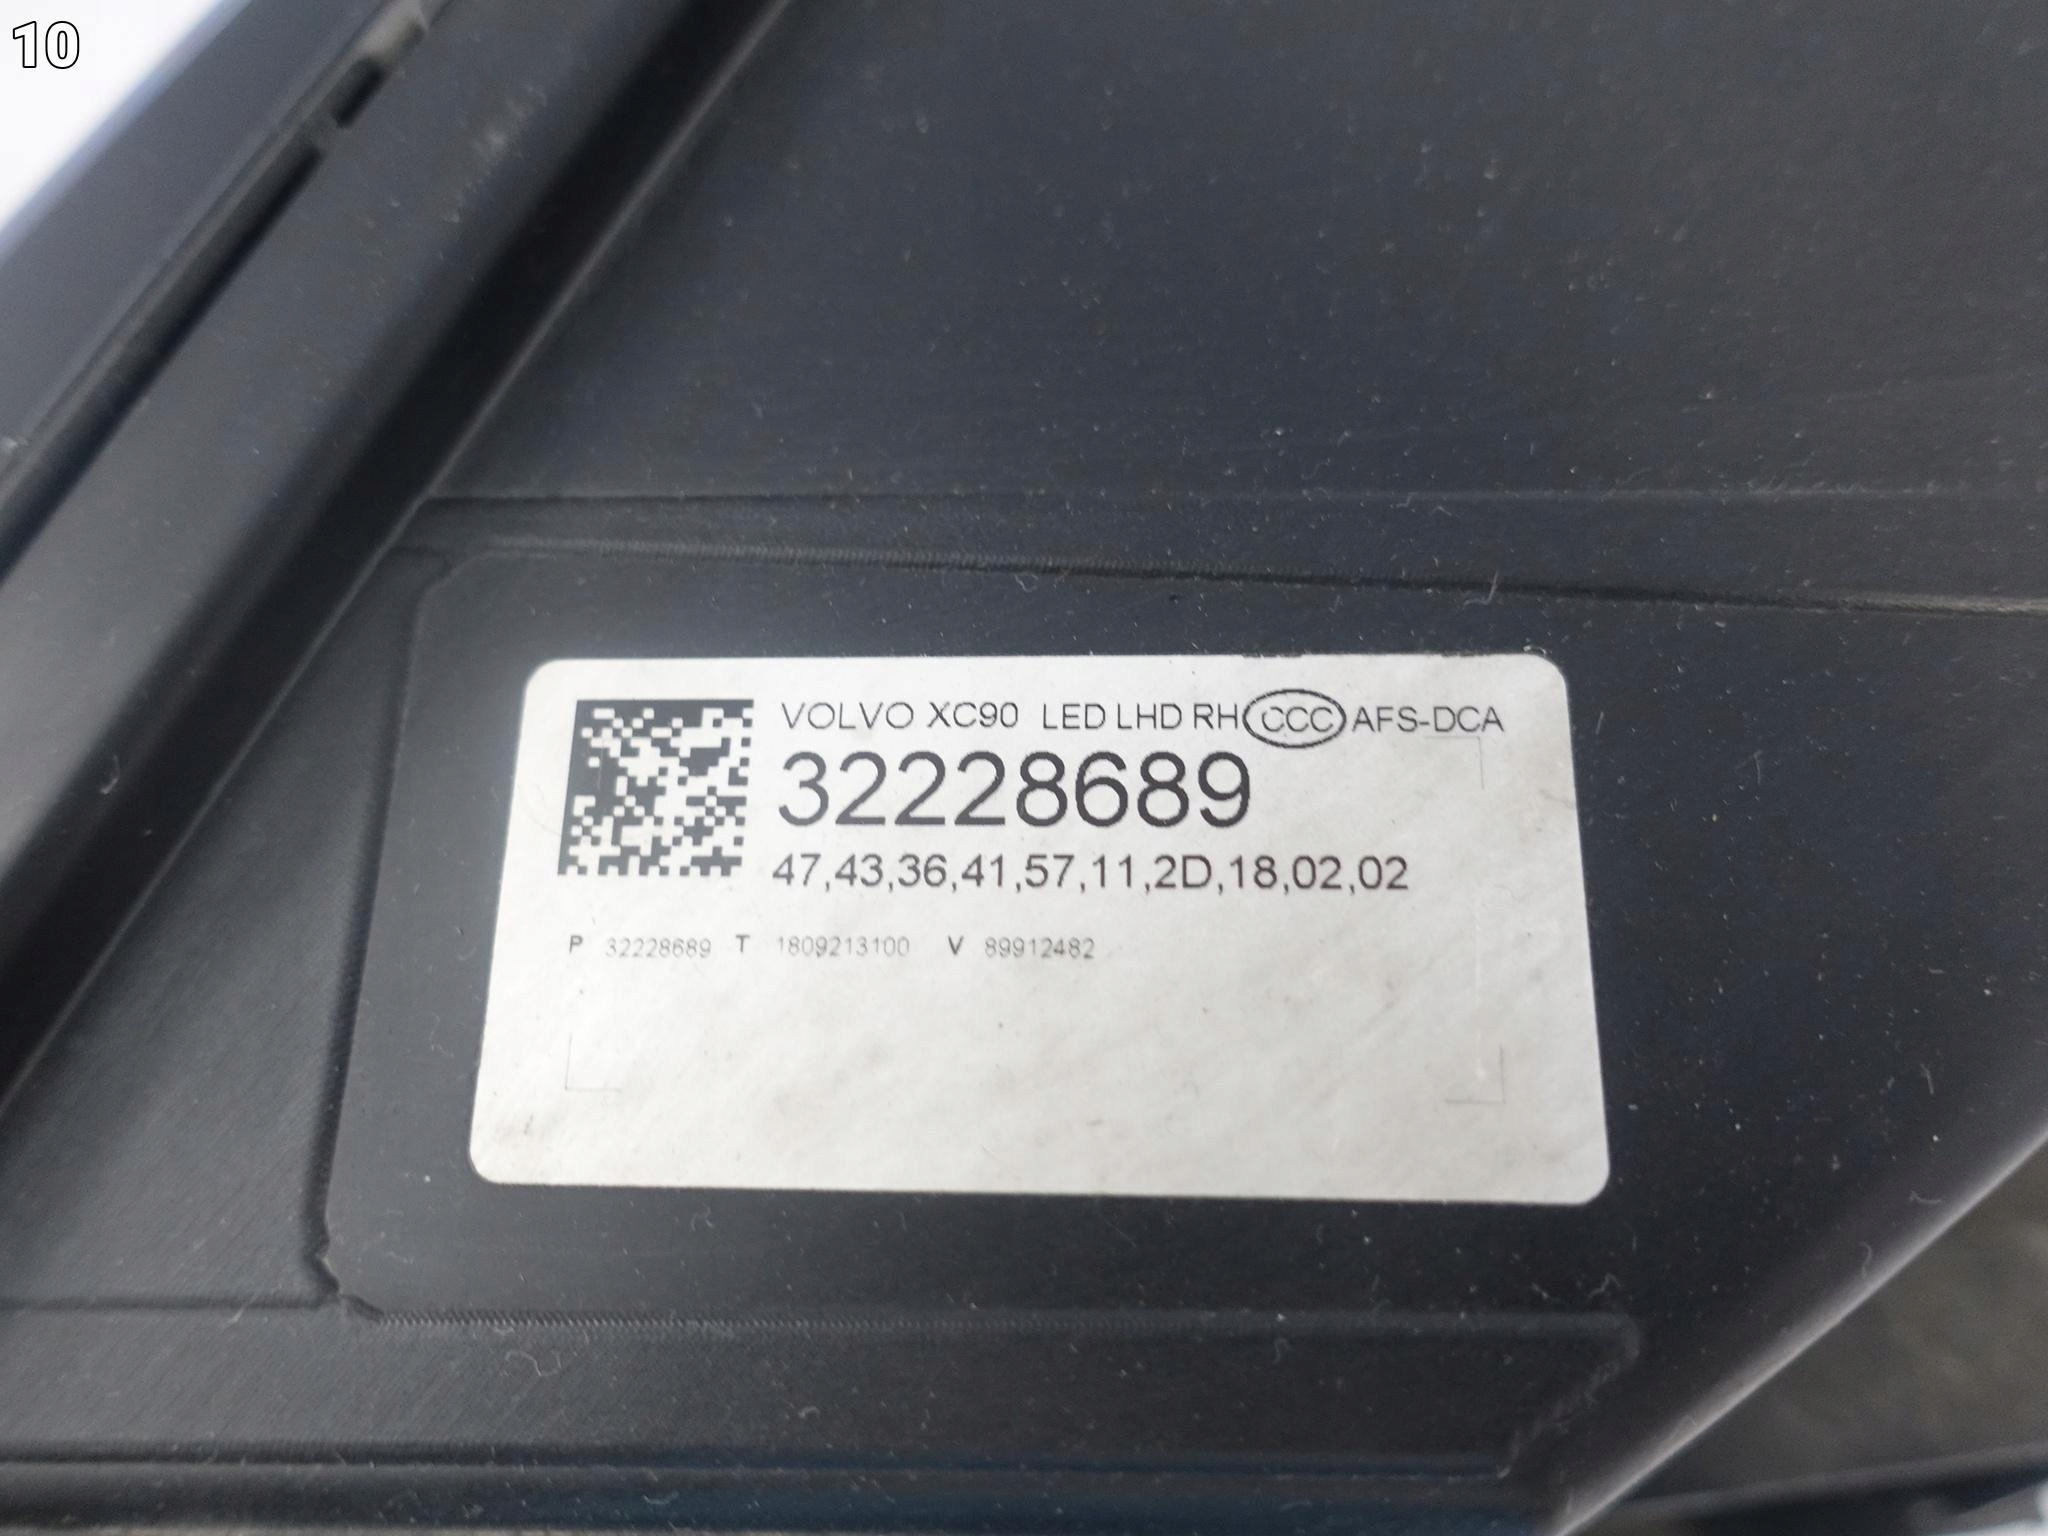 10
VOLVO XC90 LED LHD RH CCC AFS-DCA
32228689
47,43,36,41,57,11,2D,18,02,02
P 32228689 T 1809213100 V 89912482